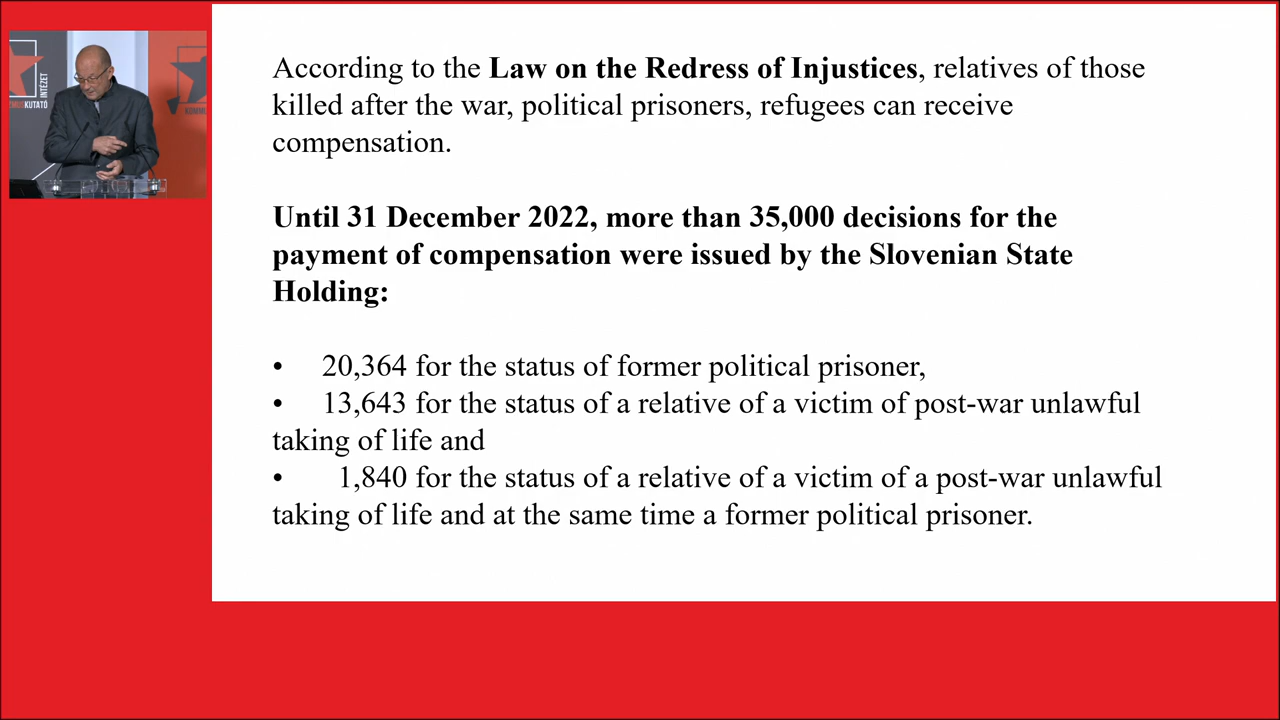 According to the Law on the Redress of Injustices, relatives of those
killed after the war, political prisoners, refugees can receive
compensation.
Until 31 December 2022, more than 35,000 decisions for the
payment of compensation were issued by the Slovenian State
Holding:
• 20,364 for the status of former political prisoner,
• 13,643 for the status of a relative of a victim of post-war unlawful
taking of life and
• 1,840 for the status of a relative of a victim of a post-war unlawful
taking of life and at the same time a former political prisoner.
KUTATÓ
INTÉZET